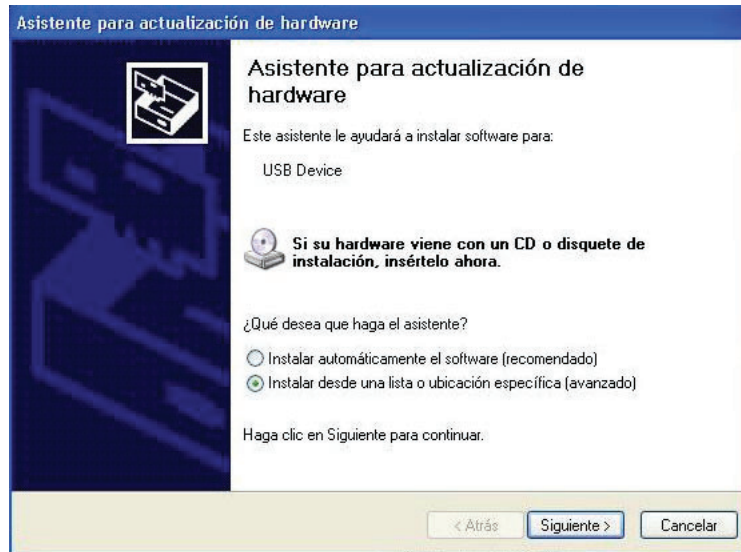 Asistente para actualización de hardware
Asistente para actualización de
hardware
Este asistente le ayudará a instalar software para:
USB Device
Si su hardware viene con un CD o disquete de
instalación, insértelo ahora.
¿Qué desea que haga el asistente?
Instalar automáticamente el software (recomendado)
Instalar desde una lista o ubicación específica (avanzado)
Haga clic en Siguiente para continuar.
< Atrás Siguiente > Cancelar